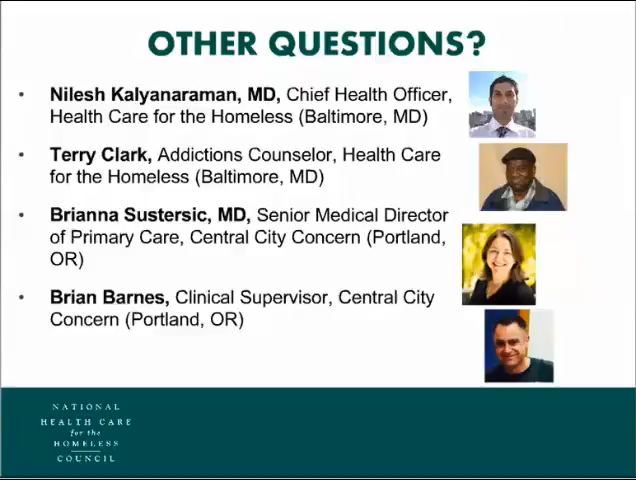 OTHER QUESTIONS?
• Nilesh Kalyanaraman, MD, Chief Health Officer,
Health Care for the Homeless (Baltimore, MD)
• Terry Clark, Addictions Counselor, Health Care
for the Homeless (Baltimore, MD)
• Brianna Sustersic, MD, Senior Medical Director
of Primary Care, Central City Concern (Portland,
OR)
• Brian Barnes, Clinical Supervisor, Central City
Concern (Portland, OR)
NATIONAL
HEALTH CARE
for the
HOMELESS
COUNCIL